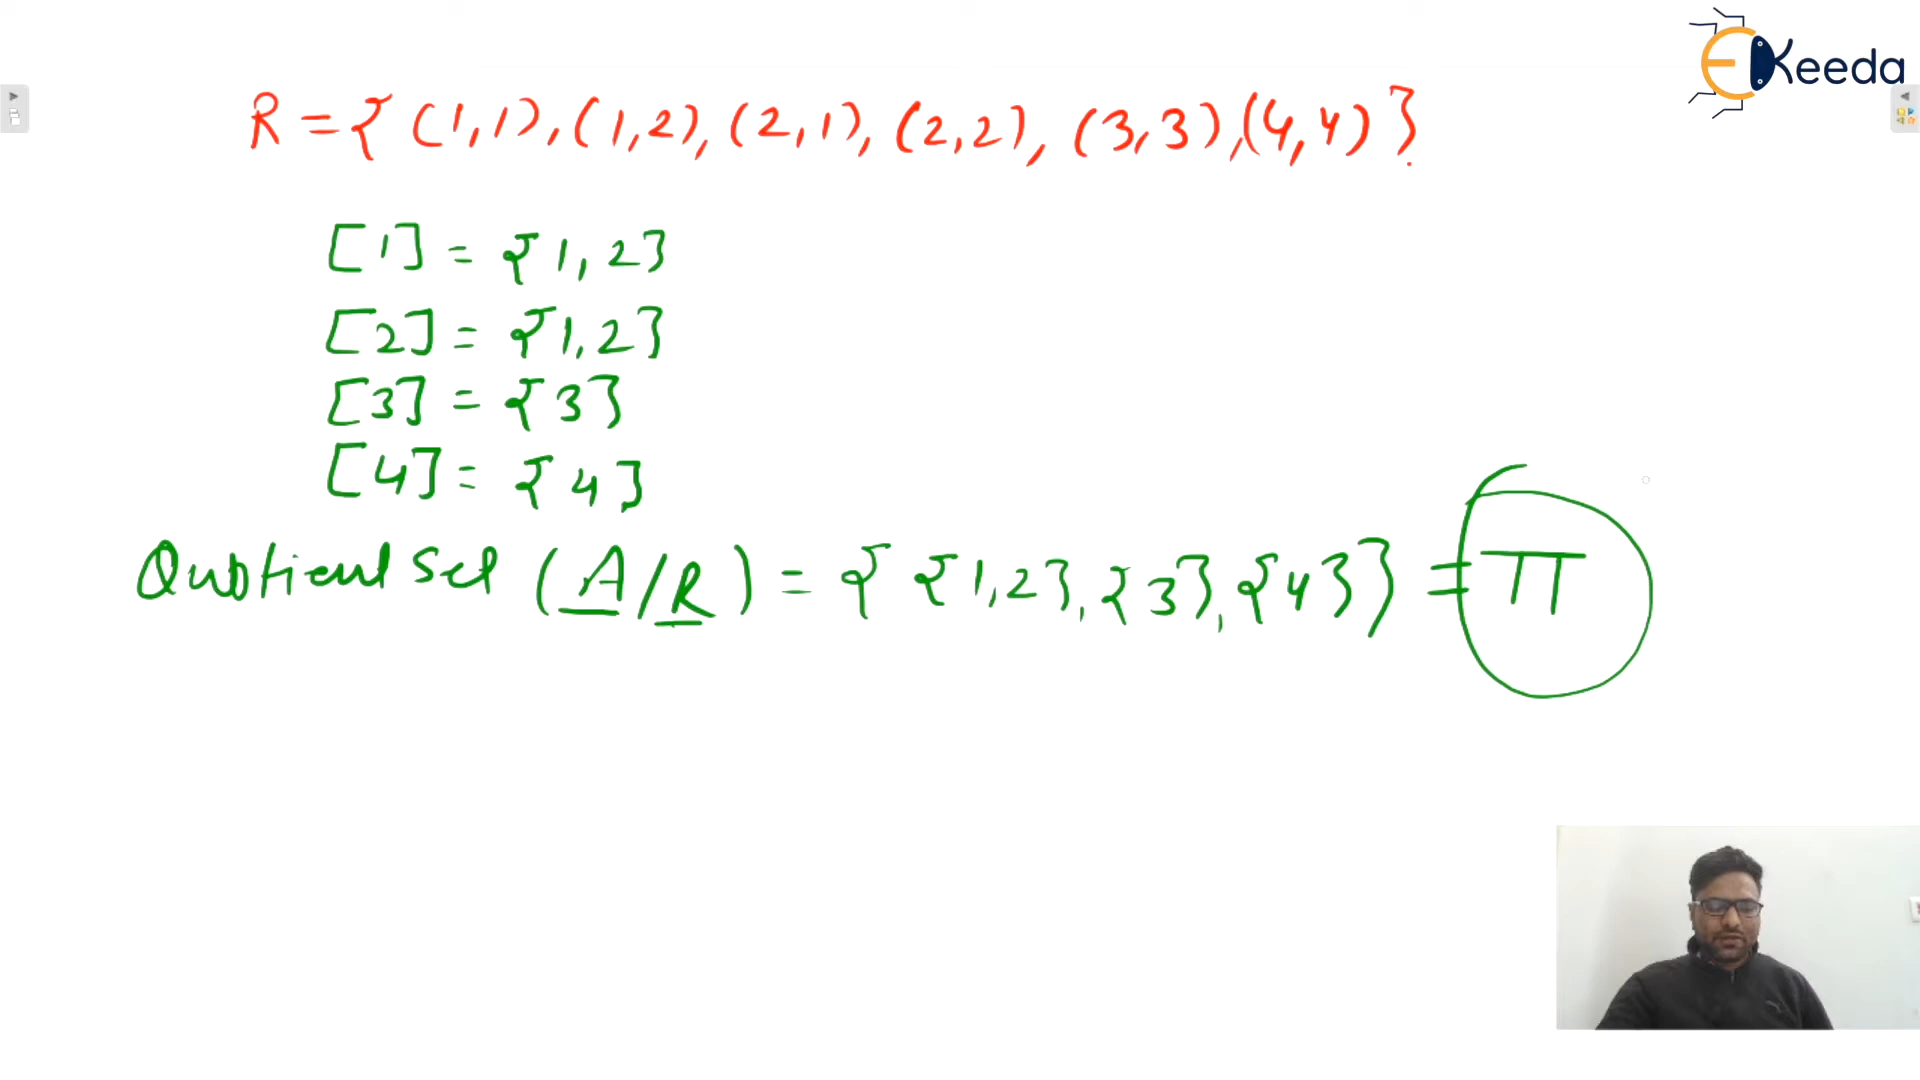 EKeeda
R = { (1,1), (1,2), (2,1), (2,2), (3,3), (4,4) }
[1] = { 1, 2 }
[2] = { 1, 2 }
[3] = { 3 }
[4] = { 4 }
Quotient Set (A/R) = { {1,2}, {3}, {4} } = Π